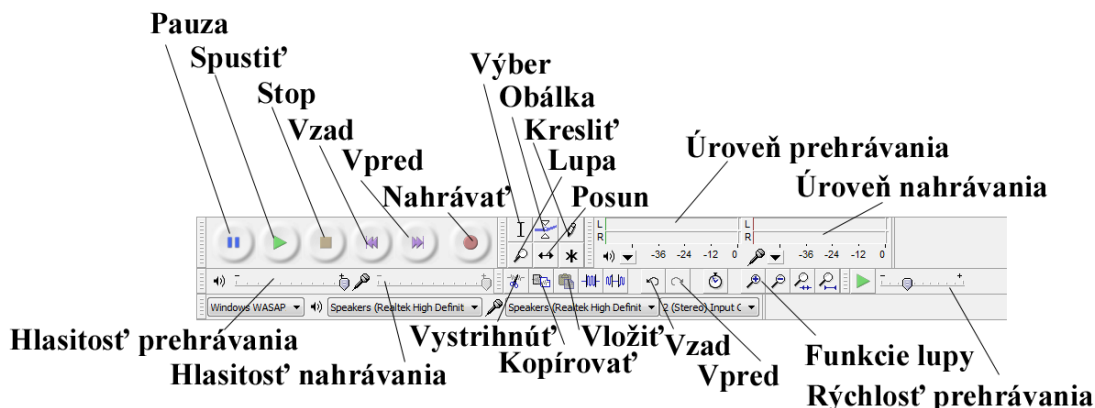 Pauza
Spustiť
Stop
Vzad
Vpred
Nahrávať
Výber
Obálka
Kresliť
Lupa
Posun
Úroveň prehrávania
Úroveň nahrávania
L
R
-36 -24 -12 0
L
R
-36 -24 -12 0
Windows WASAP
Speakers (Realtek High Definit
Speakers (Realtek High Definit
2 (Stereo) Input C
Hlasitosť prehrávania
Hlasitosť nahrávania
Vystrihnúť
Kopírovať
Vložiť
Vzad
Vpred
Funkcie lupy
Rýchlosť prehrávania